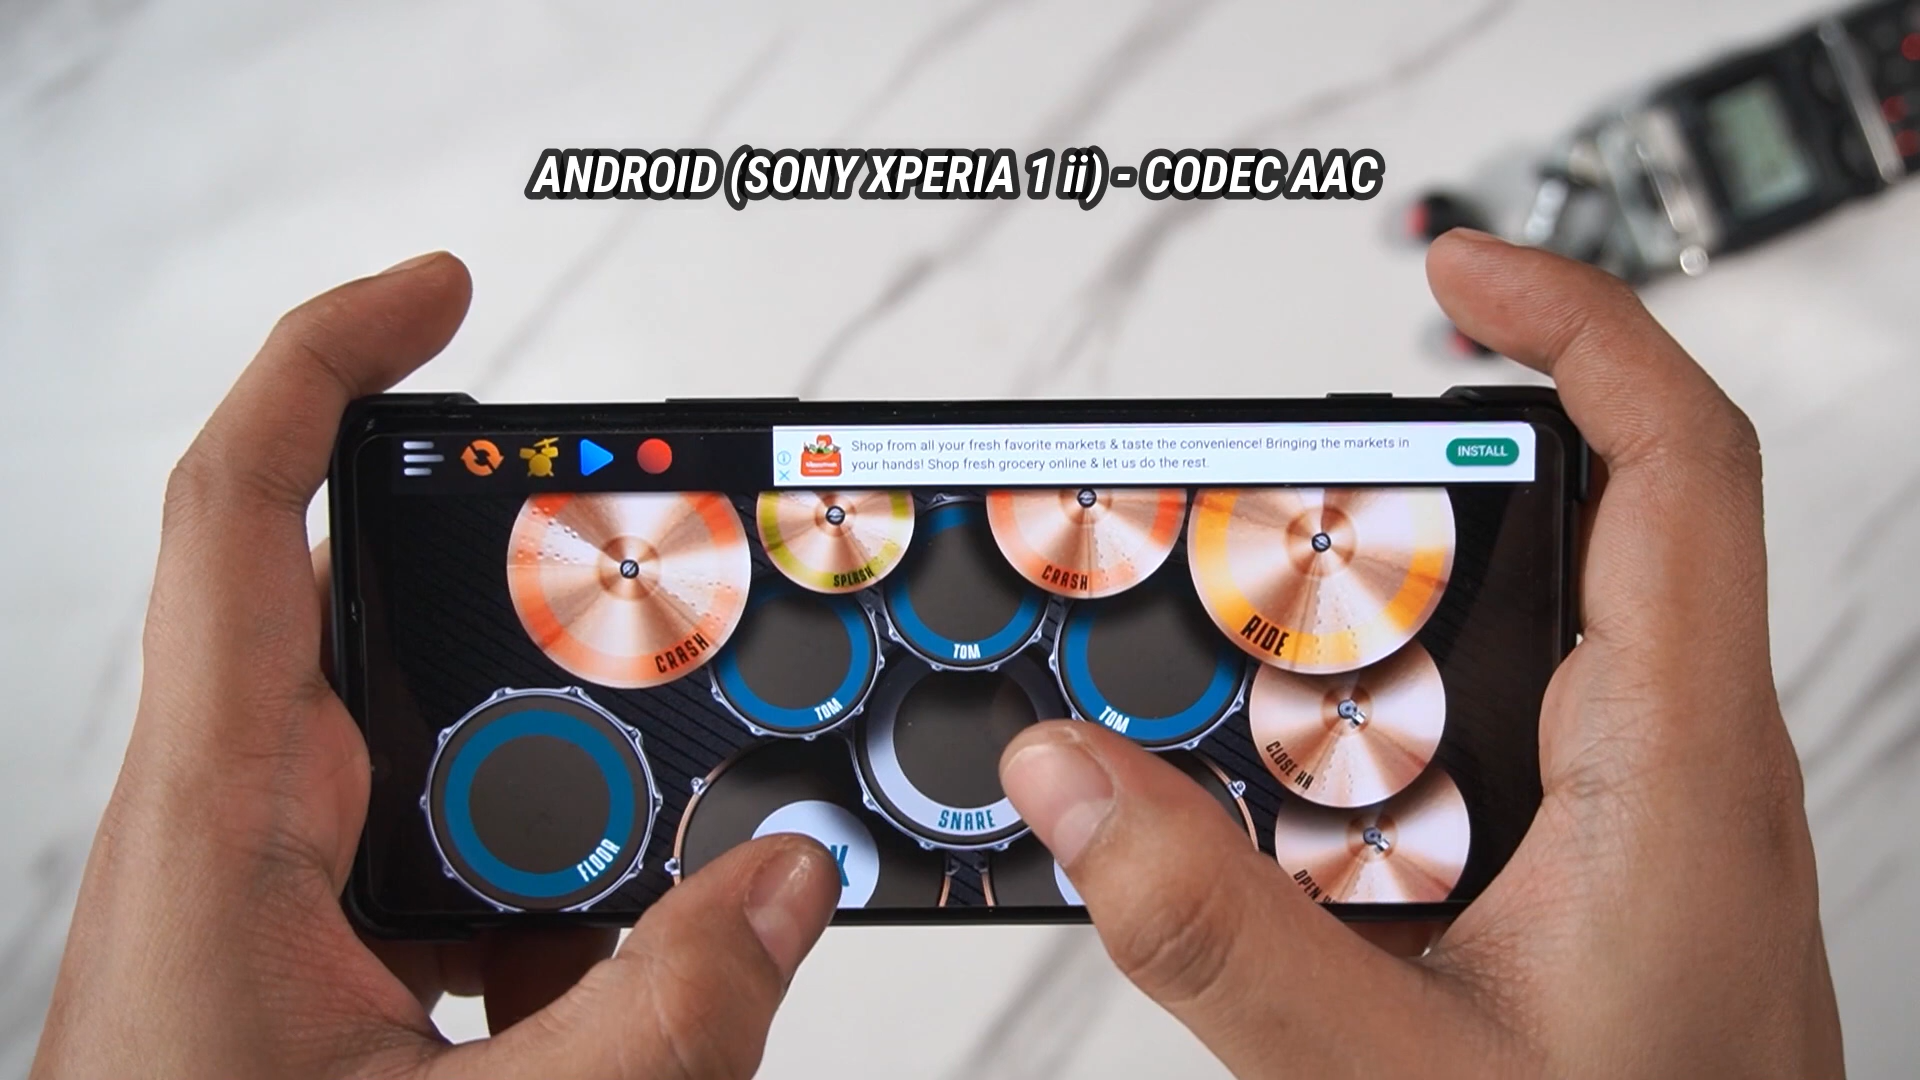 ANDROID (SONY XPERIA 1 ii) - CODEC AAC
Shop from all your fresh favorite markets & taste the convenience! Bringing the markets in
your hands! Shop fresh grocery online & let us do the rest.
INSTALL
SPLASH
CRASH
RIDE
CRASH
TOM
TOM
TOM
CLOSE HH
SNARE
FLOOR
OPEN